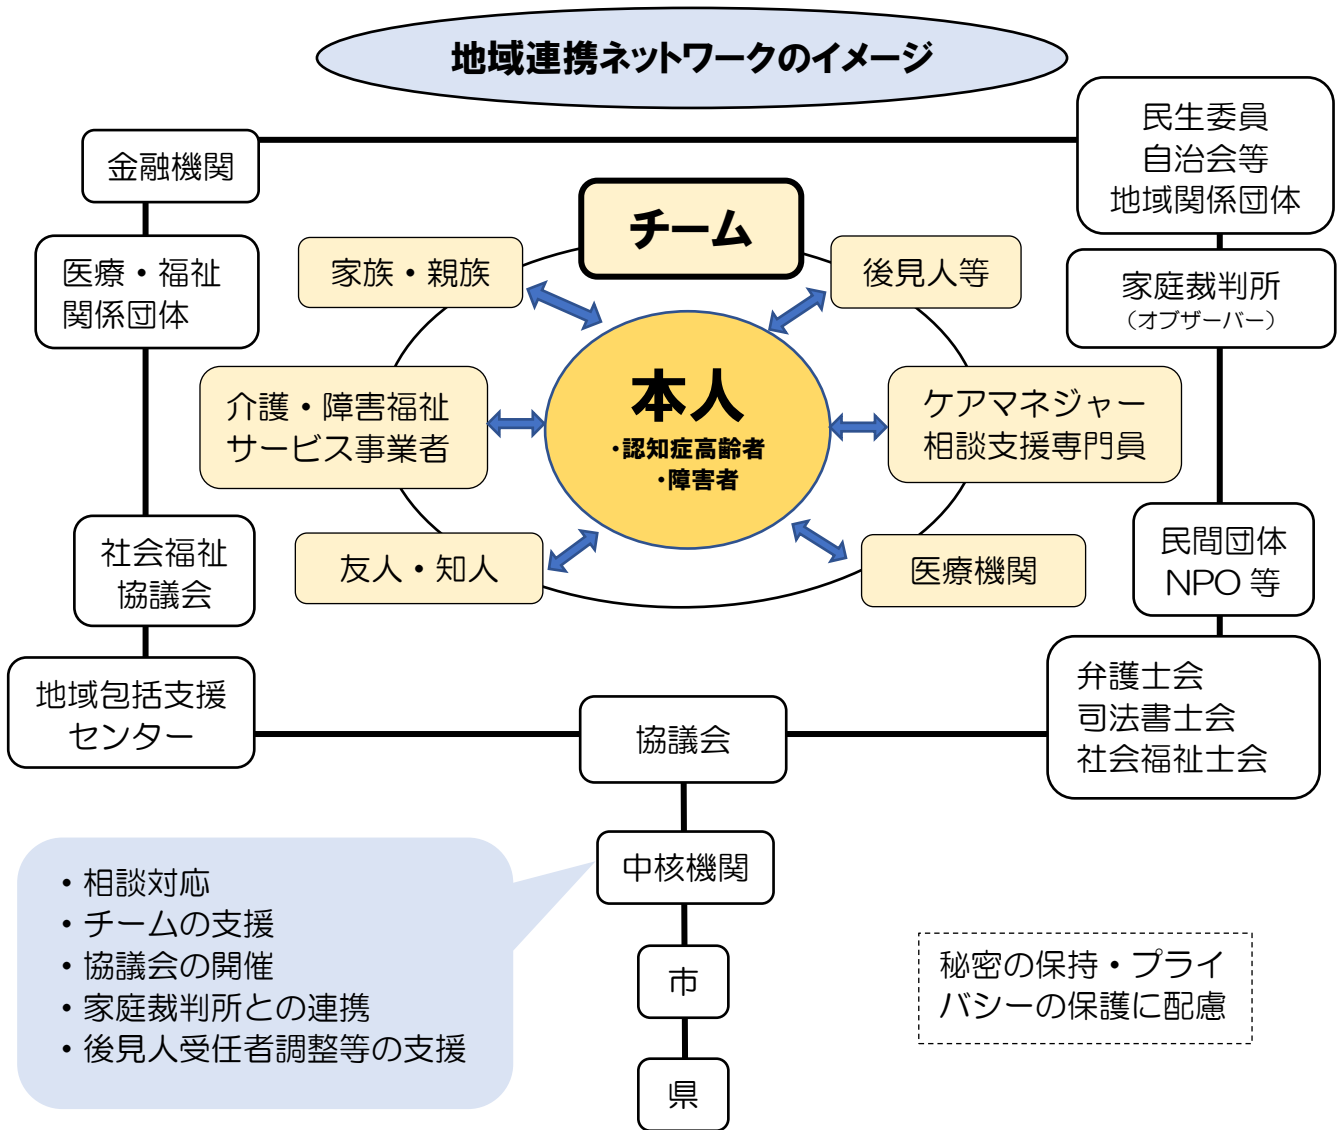 地域連携ネットワークのイメージ
民生委員
自治会等
地域関係団体
金融機関
チーム
家族・親族
後見人等
医療・福祉
関係団体
家庭裁判所
（オブザーバー）
介護・障害福祉
サービス事業者
本人
・認知症高齢者
・障害者
ケアマネジャー
相談支援専門員
社会福祉
協議会
友人・知人
医療機関
民間団体
NPO 等
地域包括支援
センター
協議会
弁護士会
司法書士会
社会福祉士会
中核機関
・相談対応
・チームの支援
・協議会の開催
・家庭裁判所との連携
・後見人受任者調整等の支援
市
秘密の保持・プライ
バシーの保護に配慮
県